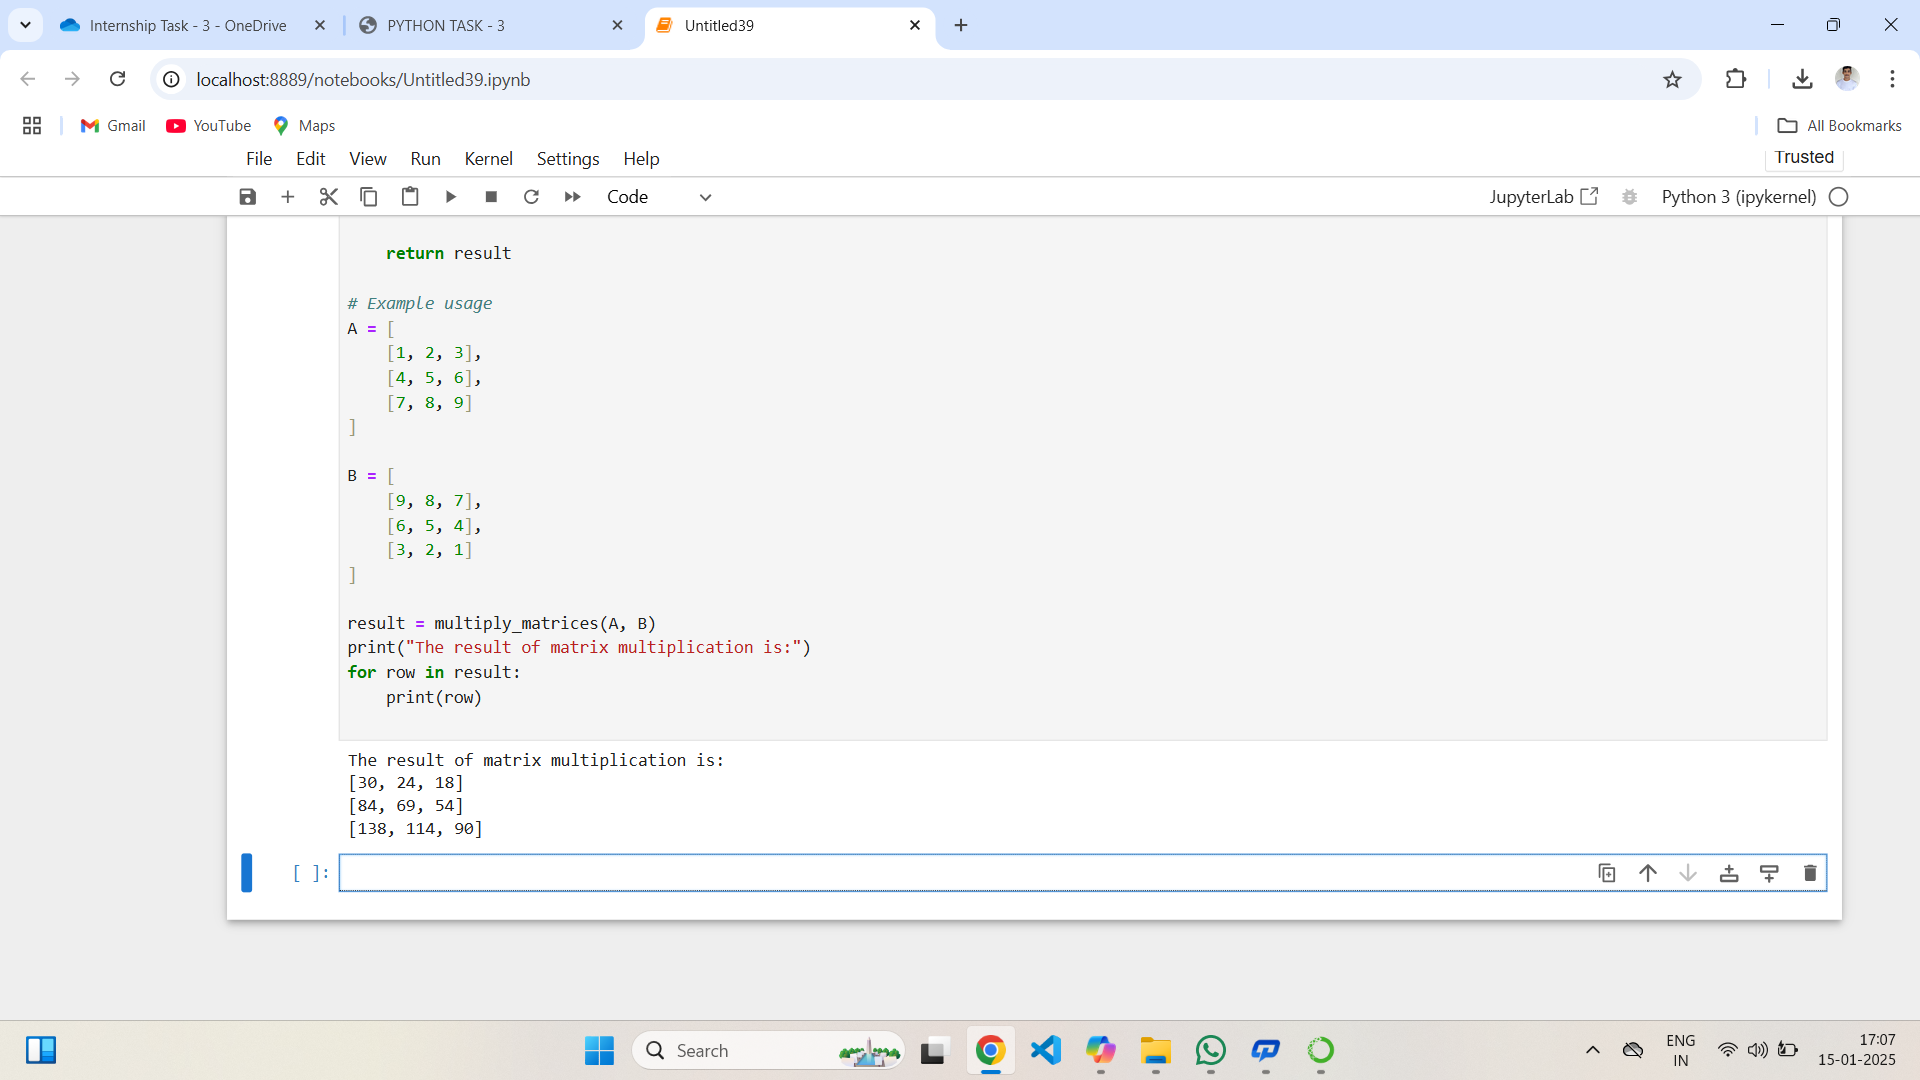 Internship Task - 3 - OneDrive
PYTHON TASK - 3
Untitled39
localhost:8889/notebooks/Untitled39.ipynb
Gmail
YouTube
Maps
All Bookmarks
File Edit View Run Kernel Settings Help
Trusted
Code
JupyterLab
Python 3 (ipykernel)
    return result
# Example usage
A = [
    [1, 2, 3],
    [4, 5, 6],
    [7, 8, 9]
]
B = [
    [9, 8, 7],
    [6, 5, 4],
    [3, 2, 1]
]
result = multiply_matrices(A, B)
print("The result of matrix multiplication is:")
for row in result:
    print(row)
The result of matrix multiplication is:
[30, 24, 18]
[84, 69, 54]
[138, 114, 90]
[ ]:
Search
ENG
IN
17:07
15-01-2025